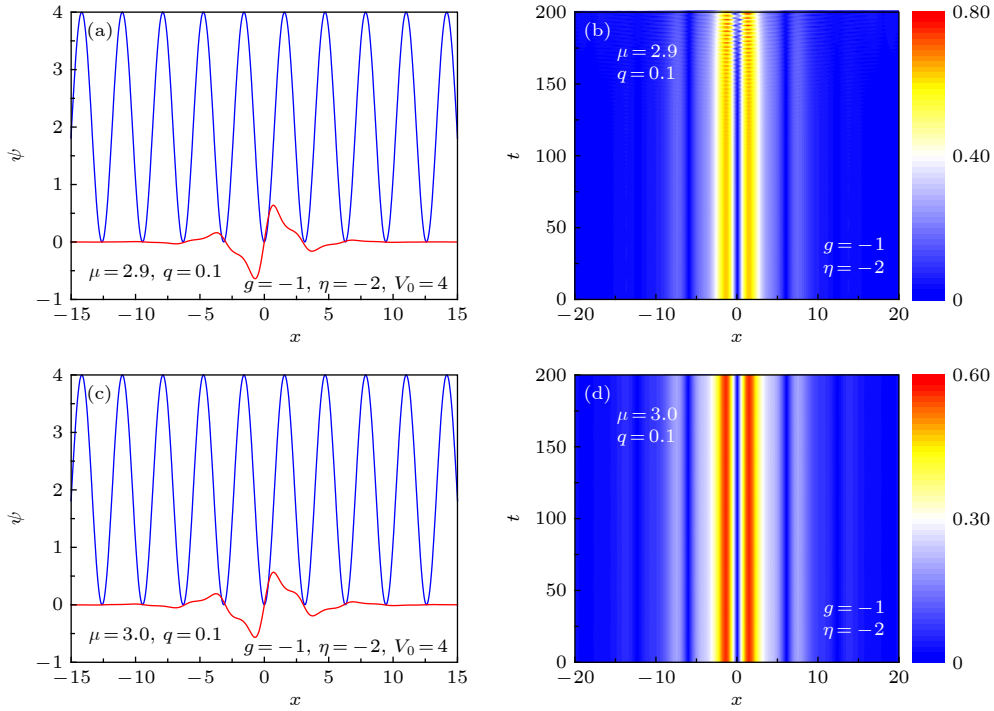 (a)
ψ
4
3
2
1
0
−1
μ=2.9, q=0.1
g=−1, η=−2, V₀=4
−15 −10 −5 0 5 10 15
x
(b)
μ=2.9
q=0.1
t
200
150
100
50
0
g=−1
η=−2
−20 −10 0 10 20
x
0.80
0.40
0
(c)
ψ
4
3
2
1
0
−1
μ=3.0, q=0.1
g=−1, η=−2, V₀=4
−15 −10 −5 0 5 10 15
x
(d)
μ=3.0
q=0.1
t
200
150
100
50
0
g=−1
η=−2
−20 −10 0 10 20
x
0.60
0.30
0